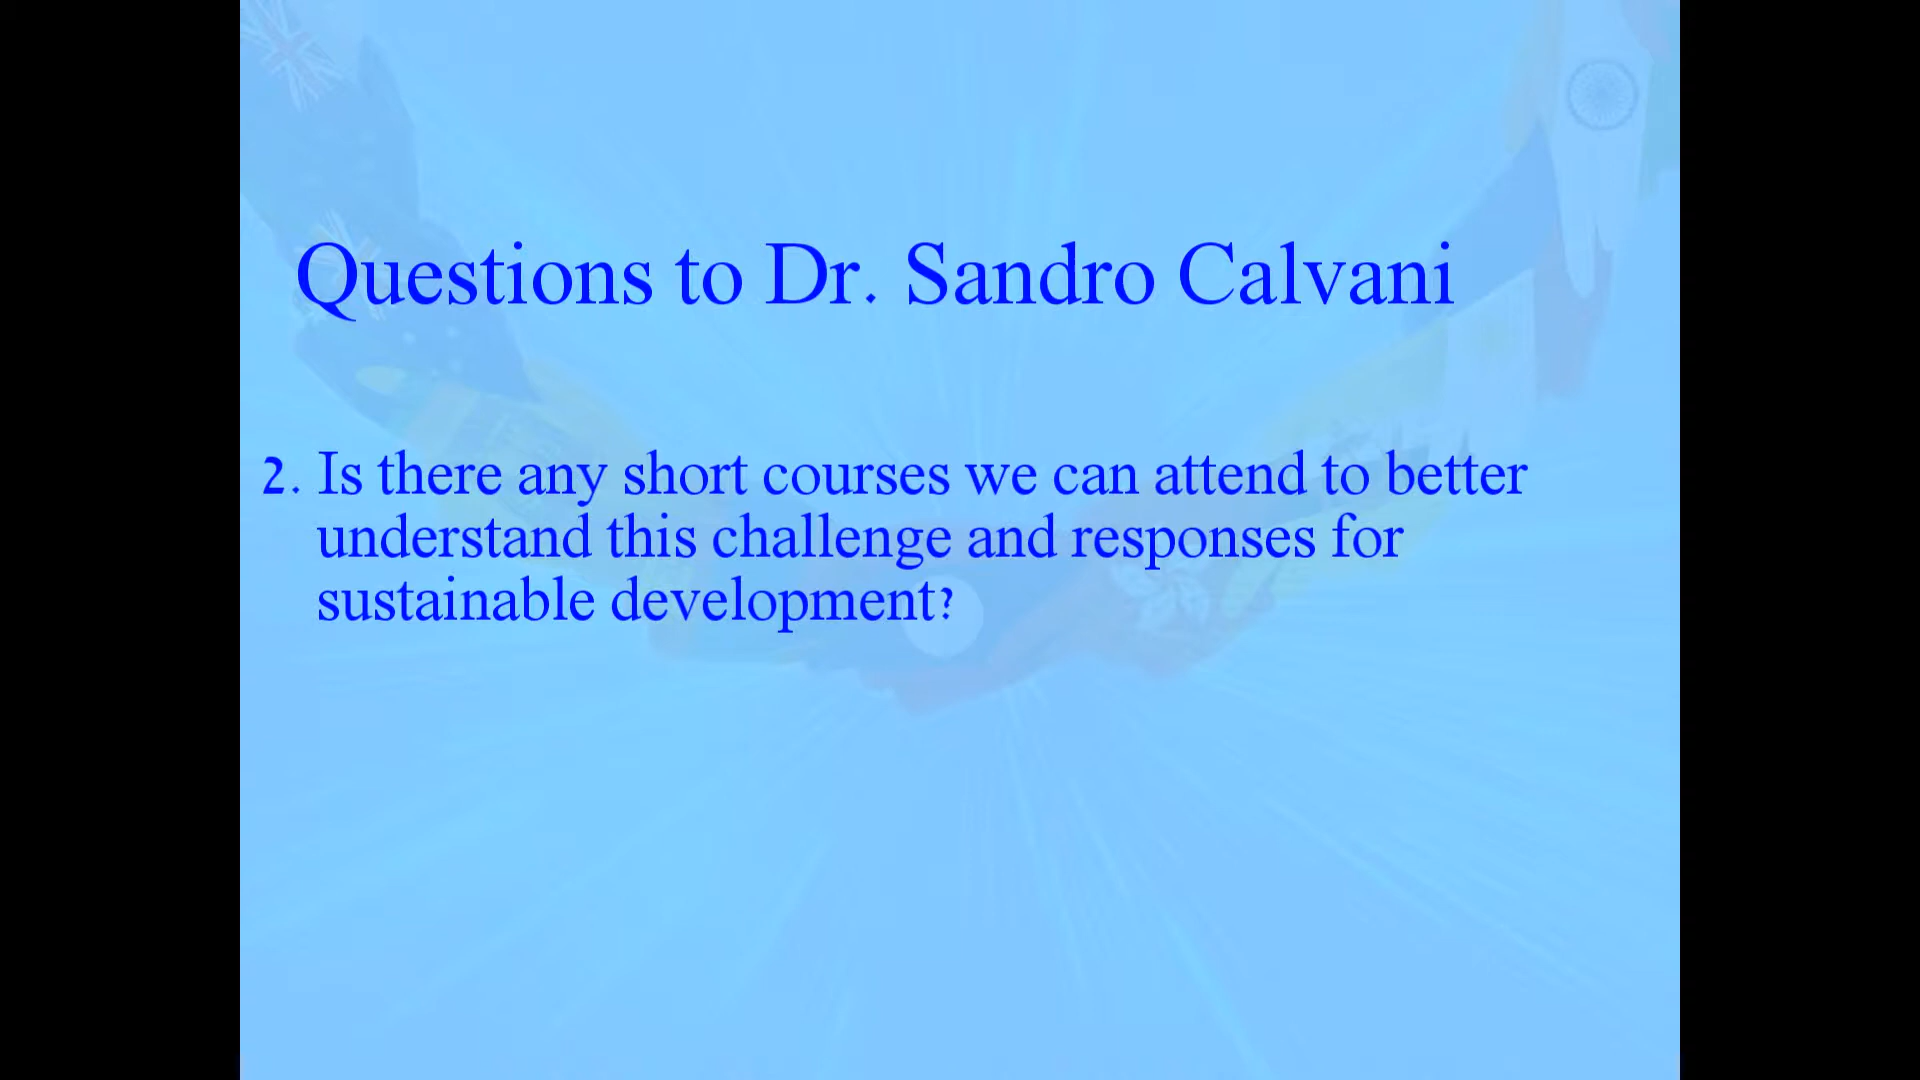 Questions to Dr. Sandro Calvani
2. Is there any short courses we can attend to better
understand this challenge and responses for
sustainable development?